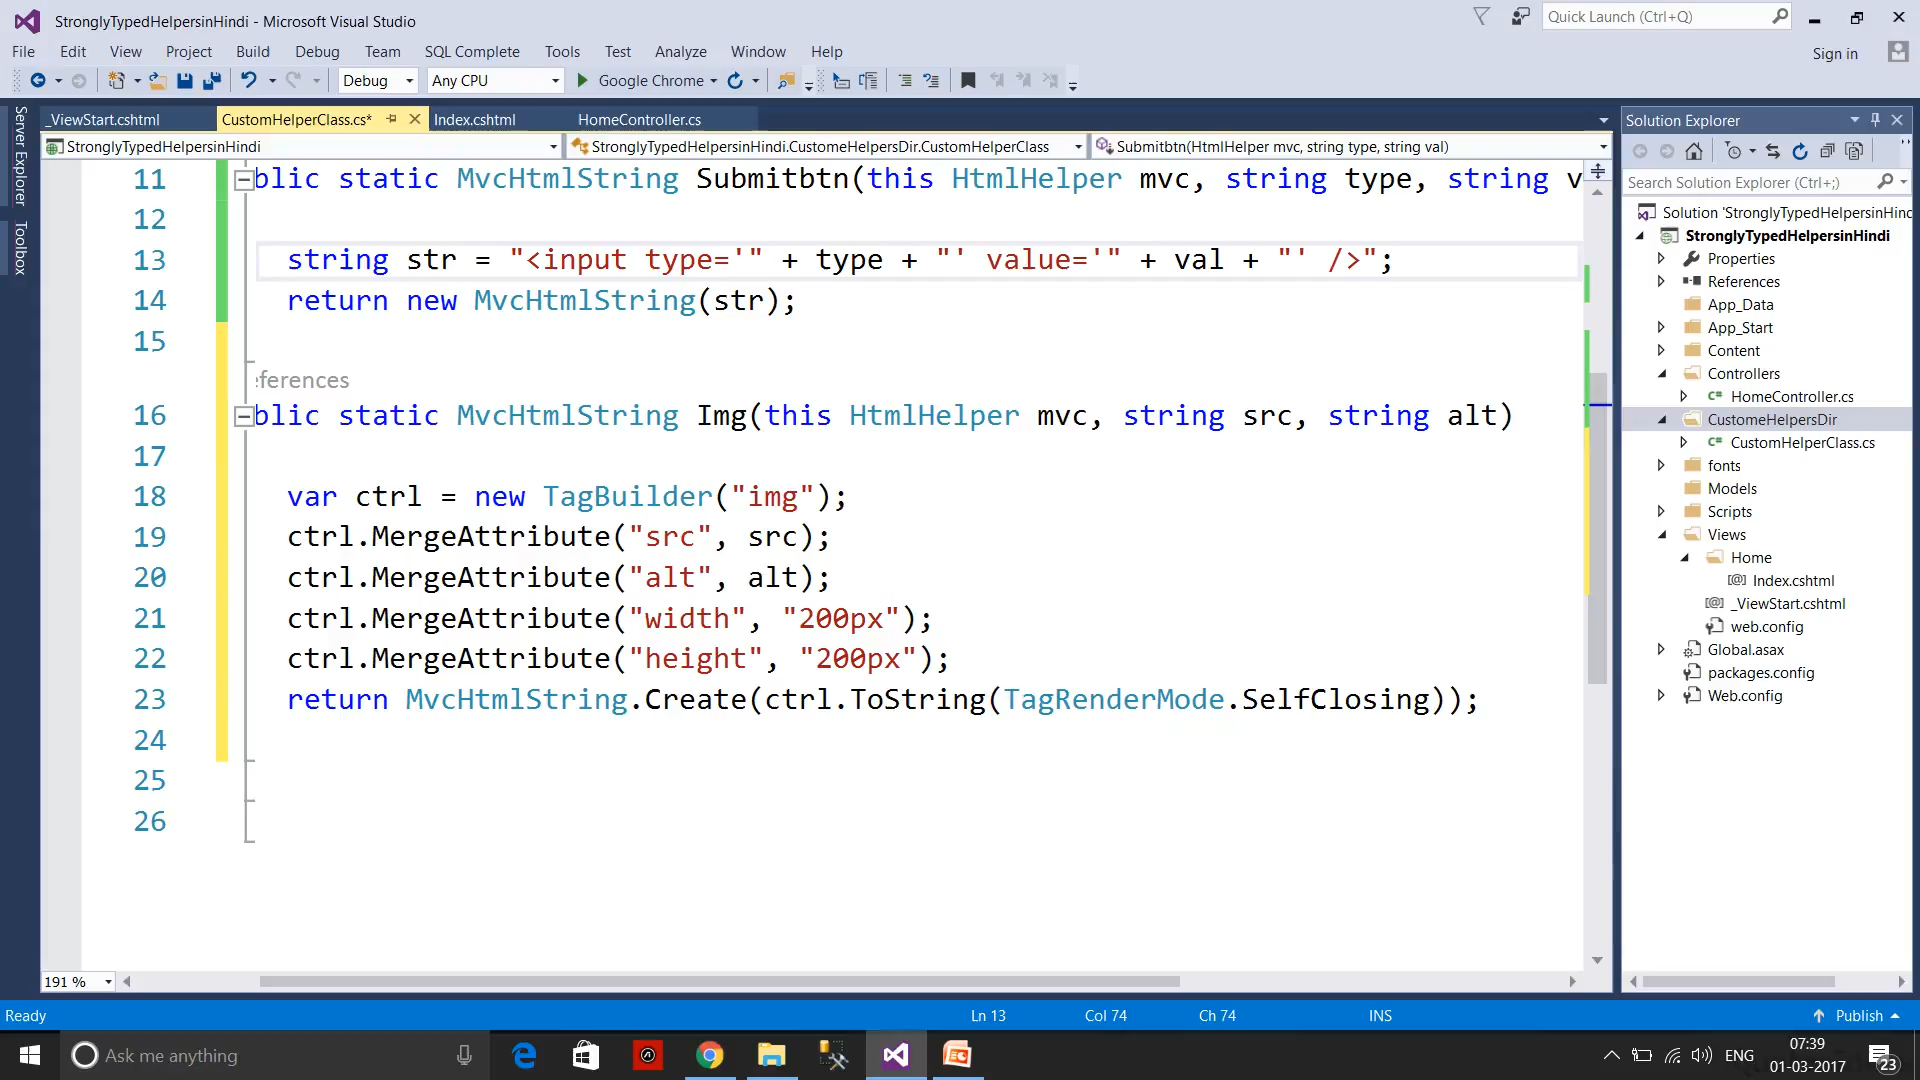 StronglyTypedHelpersinHindi - Microsoft Visual Studio
Quick Launch (Ctrl+Q)
File Edit View Project Build Debug Team SQL Complete Tools Test Analyze Window Help
Sign in
Debug Any CPU Google Chrome
Server Explorer
Toolbox
_ViewStart.cshtml CustomHelperClass.cs* Index.cshtml HomeController.cs
StronglyTypedHelpersinHindi StronglyTypedHelpersinHindi.CustomeHelpersDir.CustomHelperClass Submitbtn(HtmlHelper mvc, string type, string val)
11 blic static MvcHtmlString Submitbtn(this HtmlHelper mvc, string type, string v
12
13 string str = "<input type='" + type + "' value='" + val + "' />";
14 return new MvcHtmlString(str);
15
eferences
16 blic static MvcHtmlString Img(this HtmlHelper mvc, string src, string alt)
17
18 var ctrl = new TagBuilder("img");
19 ctrl.MergeAttribute("src", src);
20 ctrl.MergeAttribute("alt", alt);
21 ctrl.MergeAttribute("width", "200px");
22 ctrl.MergeAttribute("height", "200px");
23 return MvcHtmlString.Create(ctrl.ToString(TagRenderMode.SelfClosing));
24
25
26
191 %
Solution Explorer
Search Solution Explorer (Ctrl+;)
Solution 'StronglyTypedHelpersinHind
StronglyTypedHelpersinHindi
Properties
References
App_Data
App_Start
Content
Controllers
C# HomeController.cs
CustomeHelpersDir
C# CustomHelperClass.cs
fonts
Models
Scripts
Views
Home
[@] Index.cshtml
[@] _ViewStart.cshtml
web.config
Global.asax
packages.config
Web.config
Ready Ln 13 Col 74 Ch 74 INS Publish
Ask me anything
ENG
07:39
01-03-2017
23